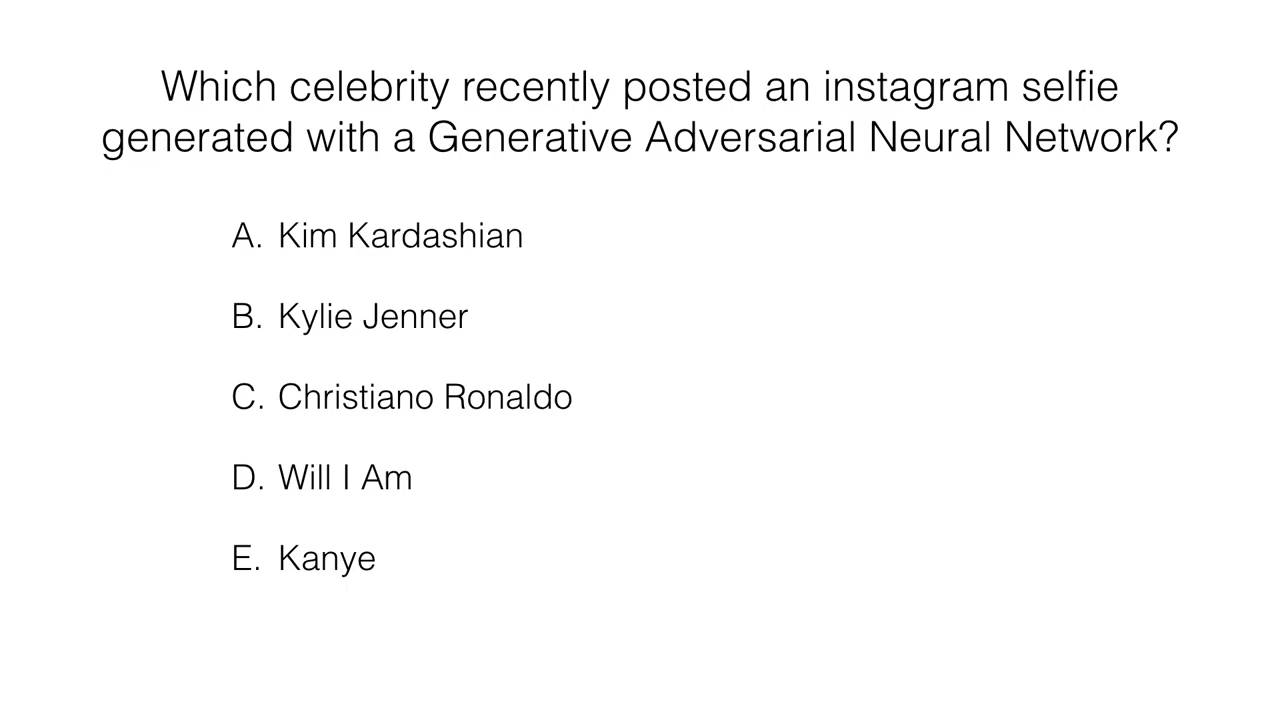 Which celebrity recently posted an instagram selfie
generated with a Generative Adversarial Neural Network?
A. Kim Kardashian
B. Kylie Jenner
C. Christiano Ronaldo
D. Will I Am
E. Kanye